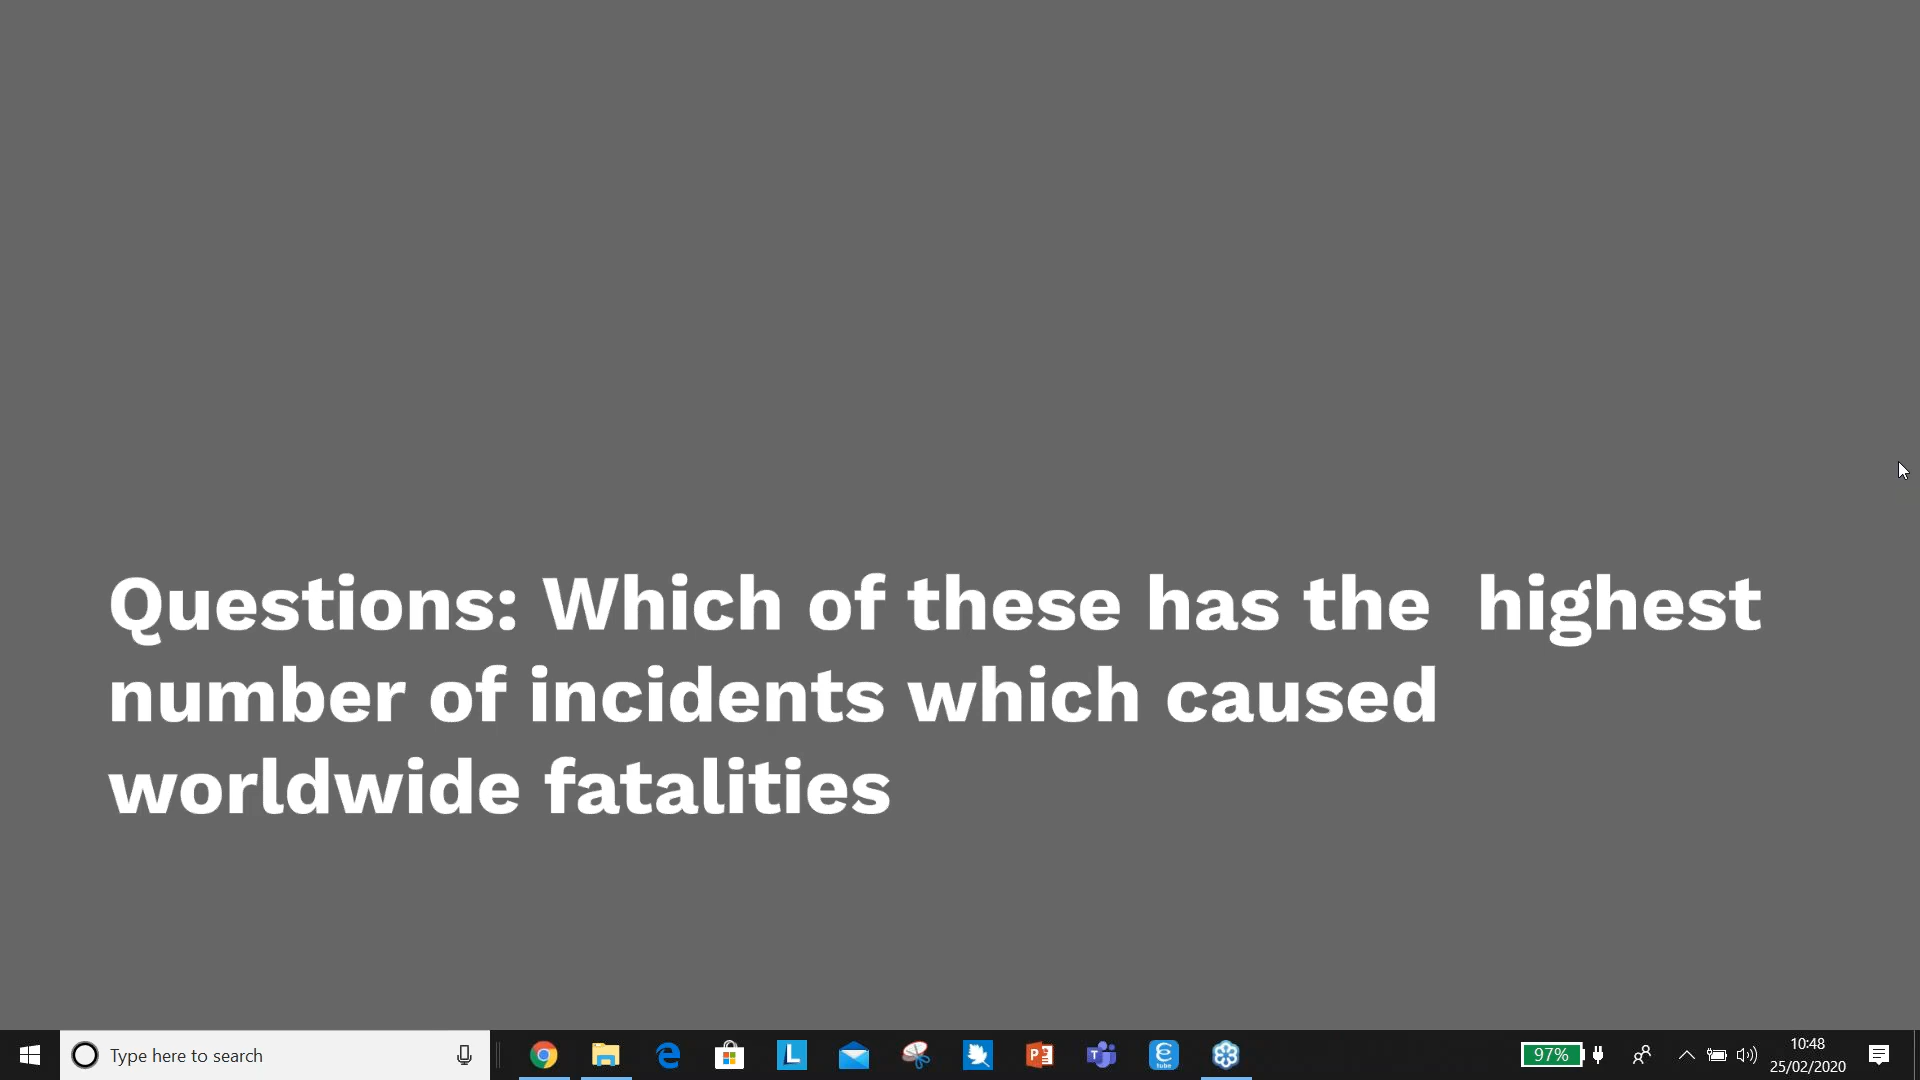 Questions: Which of these has the  highest
number of incidents which caused
worldwide fatalities
Type here to search
97%
10:48
25/02/2020